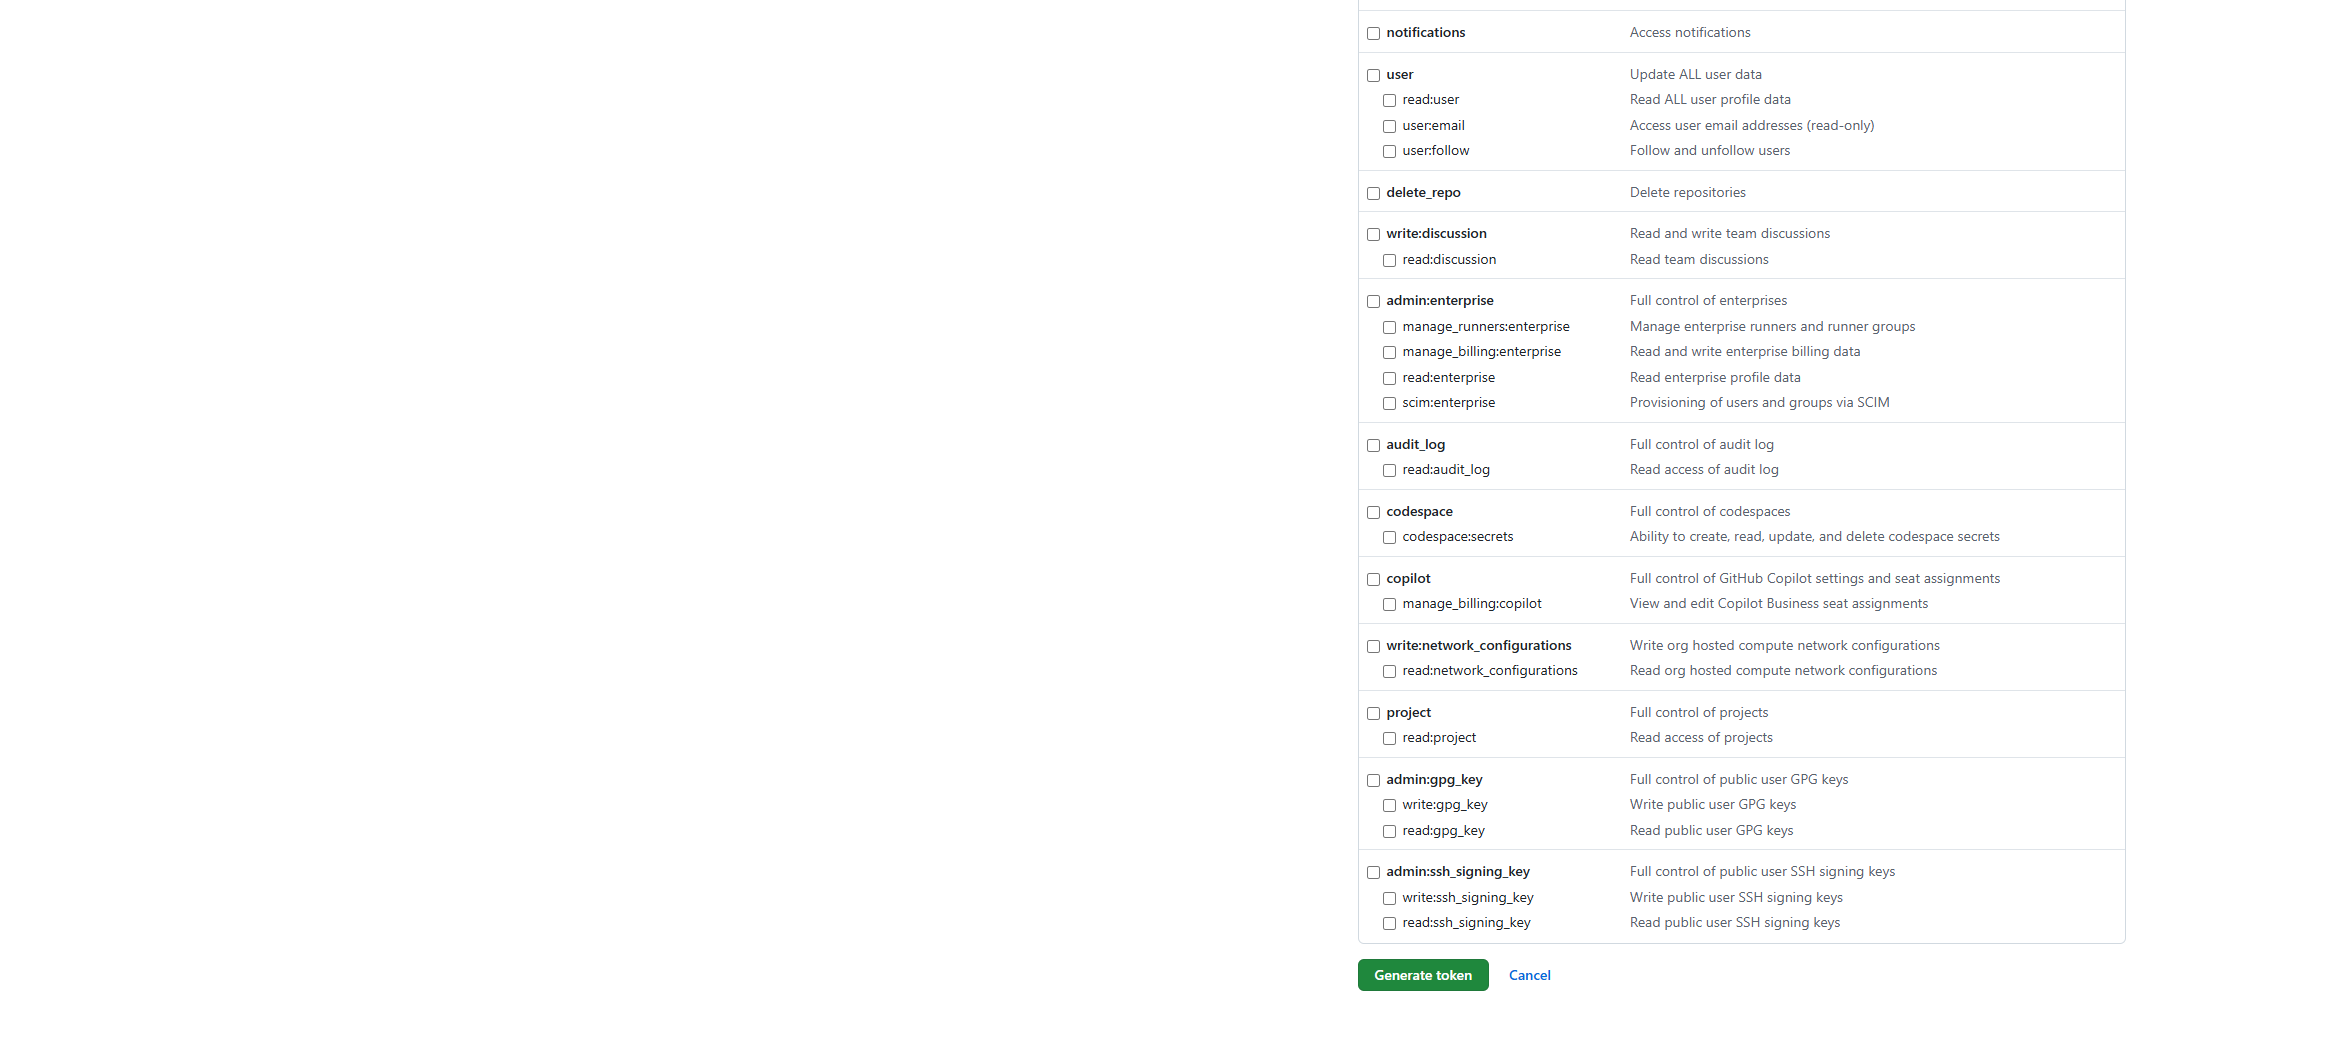 notifications Access notifications
user Update ALL user data
read:user Read ALL user profile data
user:email Access user email addresses (read-only)
user:follow Follow and unfollow users
delete_repo Delete repositories
write:discussion Read and write team discussions
read:discussion Read team discussions
admin:enterprise Full control of enterprises
manage_runners:enterprise Manage enterprise runners and runner groups
manage_billing:enterprise Read and write enterprise billing data
read:enterprise Read enterprise profile data
scim:enterprise Provisioning of users and groups via SCIM
audit_log Full control of audit log
read:audit_log Read access of audit log
codespace Full control of codespaces
codespace:secrets Ability to create, read, update, and delete codespace secrets
copilot Full control of GitHub Copilot settings and seat assignments
manage_billing:copilot View and edit Copilot Business seat assignments
write:network_configurations Write org hosted compute network configurations
read:network_configurations Read org hosted compute network configurations
project Full control of projects
read:project Read access of projects
admin:gpg_key Full control of public user GPG keys
write:gpg_key Write public user GPG keys
read:gpg_key Read public user GPG keys
admin:ssh_signing_key Full control of public user SSH signing keys
write:ssh_signing_key Write public user SSH signing keys
read:ssh_signing_key Read public user SSH signing keys
Generate token Cancel